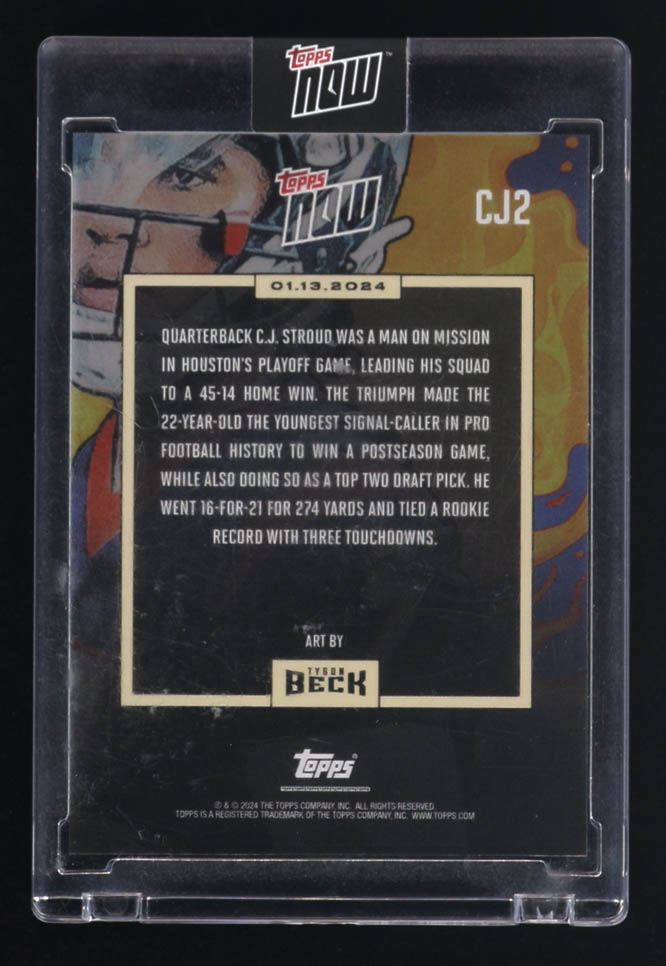 TOPPS
NOW™
TOPPS
NOW
CJ2
01.13.2024
QUARTERBACK C.J. STROUD WAS A MAN ON MISSION
IN HOUSTON'S PLAYOFF GAME, LEADING HIS SQUAD
TO A 45-14 HOME WIN. THE TRIUMPH MADE THE
22-YEAR-OLD THE YOUNGEST SIGNAL-CALLER IN PRO
FOOTBALL HISTORY TO WIN A POSTSEASON GAME,
WHILE ALSO DOING SO AS A TOP TWO DRAFT PICK. HE
WENT 16-FOR-21 FOR 274 YARDS AND TIED A ROOKIE
RECORD WITH THREE TOUCHDOWNS.
ART BY
TYSON
BECK
TOPPS®
℗ & © 2024 THE TOPPS COMPANY, INC. ALL RIGHTS RESERVED.
TOPPS IS A REGISTERED TRADEMARK OF THE TOPPS COMPANY, INC. WWW.TOPPS.COM